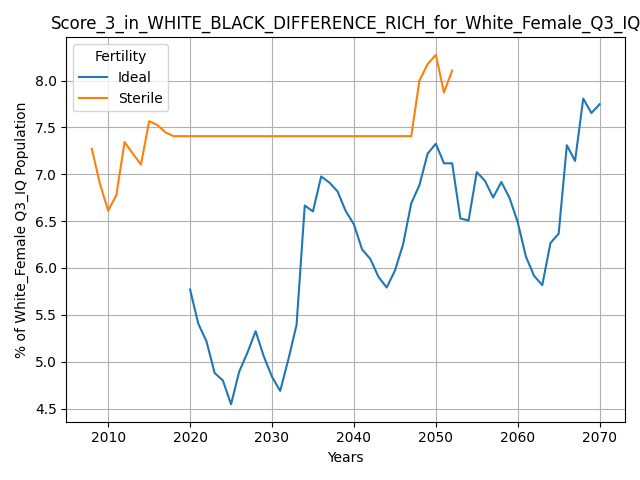 Score_3_in_WHITE_BLACK_DIFFERENCE_RICH_for_White_Female_Q3_IQ
Fertility
Ideal
Sterile
% of White_Female Q3_IQ Population
8.0
7.5
7.0
6.5
6.0
5.5
5.0
4.5
2010 2020 2030 2040 2050 2060 2070
Years